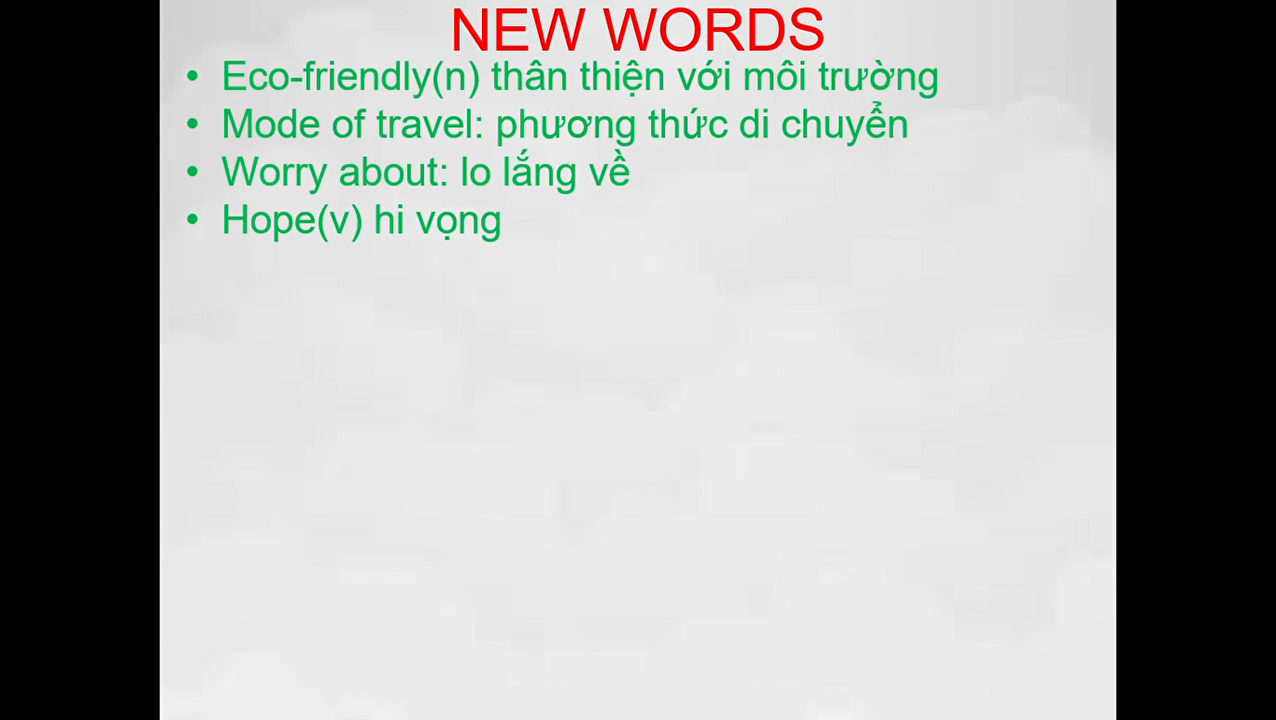 NEW WORDS
• Eco-friendly(n) thân thiện với môi trường
• Mode of travel: phương thức di chuyển
• Worry about: lo lắng về
• Hope(v) hi vọng